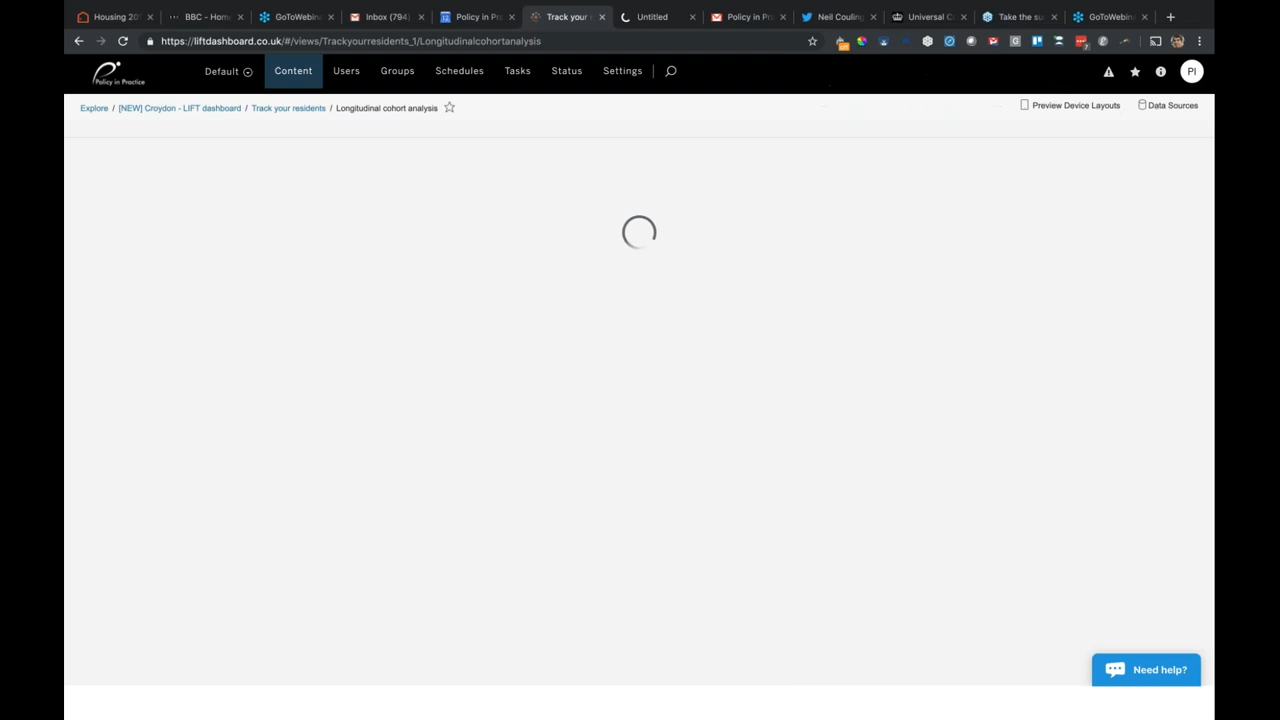 Housing 20 BBC - Hom GoToWebin Inbox (794) Policy in Pr Track your Untitled Policy in Pra Neil Couling Universal C Take the su GoToWebin
https://liftdashboard.co.uk/#/views/Trackyourresidents_1/Longitudinalcohortanalysis
Policy in Practice Default Content Users Groups Schedules Tasks Status Settings PI
Explore / [NEW] Croydon - LIFT dashboard / Track your residents / Longitudinal cohort analysis Preview Device Layouts Data Sources
Need help?